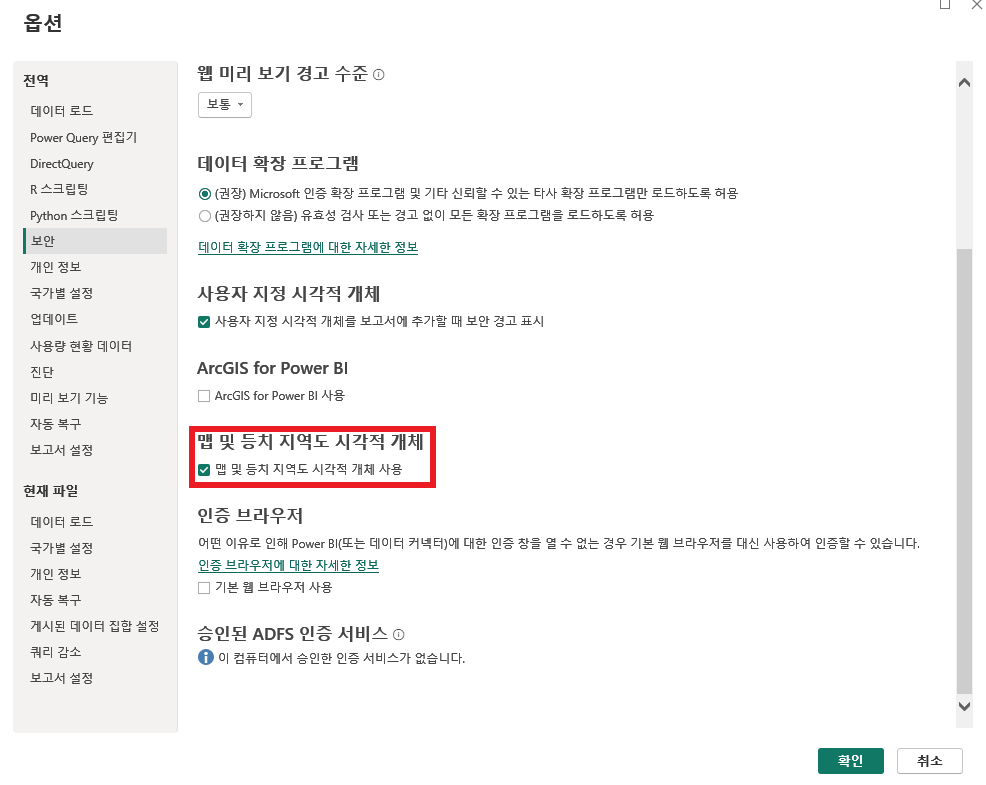 옵션
전역
데이터 로드
Power Query 편집기
DirectQuery
R 스크립팅
Python 스크립팅
보안
개인 정보
국가별 설정
업데이트
사용량 현황 데이터
진단
미리 보기 기능
자동 복구
보고서 설정
현재 파일
데이터 로드
국가별 설정
개인 정보
자동 복구
게시된 데이터 집합 설정
쿼리 감소
보고서 설정
웹 미리 보기 경고 수준
보통
데이터 확장 프로그램
(권장) Microsoft 인증 확장 프로그램 및 기타 신뢰할 수 있는 타사 확장 프로그램만 로드하도록 허용
(권장하지 않음) 유효성 검사 또는 경고 없이 모든 확장 프로그램을 로드하도록 허용
데이터 확장 프로그램에 대한 자세한 정보
사용자 지정 시각적 개체
사용자 지정 시각적 개체를 보고서에 추가할 때 보안 경고 표시
ArcGIS for Power BI
ArcGIS for Power BI 사용
맵 및 등치 지역도 시각적 개체
맵 및 등치 지역도 시각적 개체 사용
인증 브라우저
어떤 이유로 인해 Power BI(또는 데이터 커넥터)에 대한 인증 창을 열 수 없는 경우 기본 웹 브라우저를 대신 사용하여 인증할 수 있습니다.
인증 브라우저에 대한 자세한 정보
기본 웹 브라우저 사용
승인된 ADFS 인증 서비스
이 컴퓨터에서 승인한 인증 서비스가 없습니다.
확인
취소